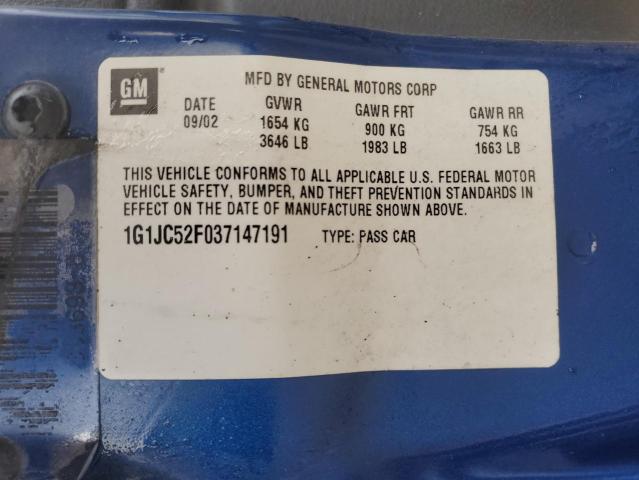 GM
MFD BY GENERAL MOTORS CORP
DATE GVWR GAWR FRT GAWR RR
09/02 1654 KG 900 KG 754 KG
3646 LB 1983 LB 1663 LB
THIS VEHICLE CONFORMS TO ALL APPLICABLE U.S. FEDERAL MOTOR
VEHICLE SAFETY, BUMPER, AND THEFT PREVENTION STANDARDS IN
EFFECT ON THE DATE OF MANUFACTURE SHOWN ABOVE.
1G1JC52F037147191 TYPE: PASS CAR